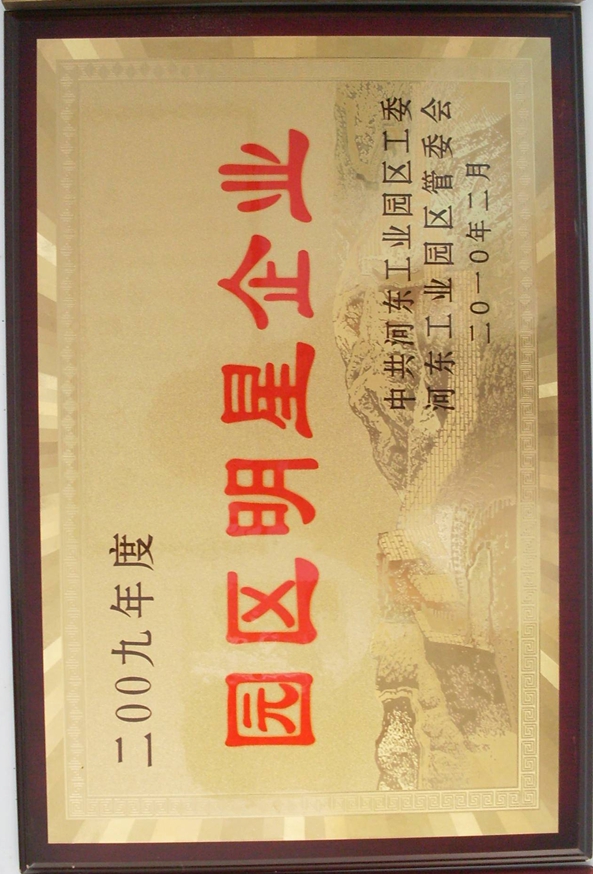 二00九年度
园区明星企业
中共河东工业园区工委
河东工业园区管委会
二0一0年二月